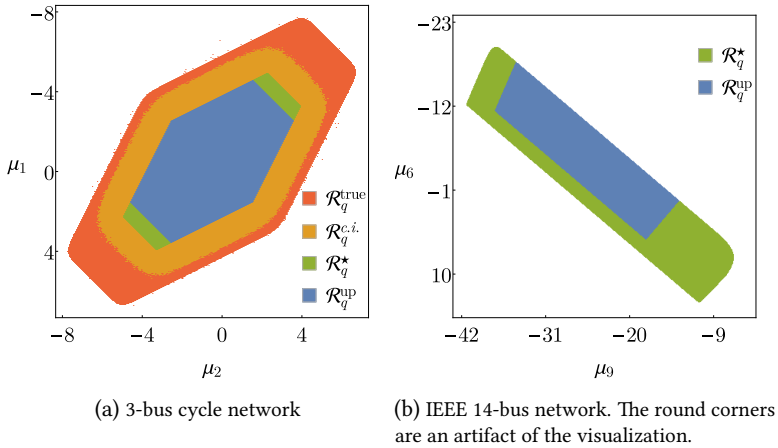 −8
−4
0
4
μ₁
−8
−4
0
4
μ₂
ℛ_q^true
ℛ_q^c.i.
ℛ_q^★
ℛ_q^up
(a) 3-bus cycle network
−23
−12
−1
10
μ₆
−42
−31
−20
−9
μ₉
ℛ_q^★
ℛ_q^up
(b) IEEE 14-bus network. The round corners
are an artifact of the visualization.